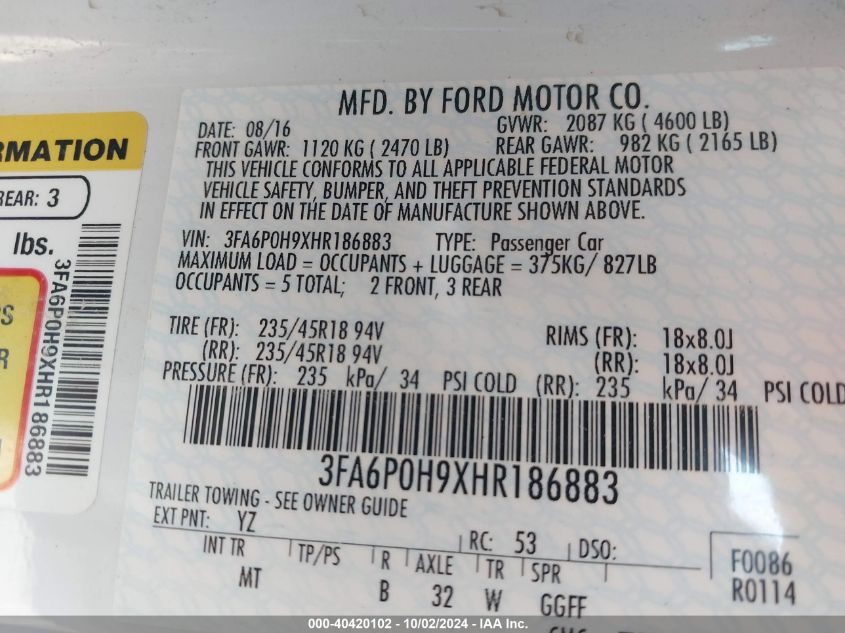 MFD. BY FORD MOTOR CO.
DATE: 08/16 GVWR: 2087 KG ( 4600 LB)
FRONT GAWR: 1120 KG ( 2470 LB) REAR GAWR: 982 KG ( 2165 LB)
THIS VEHICLE CONFORMS TO ALL APPLICABLE FEDERAL MOTOR
VEHICLE SAFETY, BUMPER, AND THEFT PREVENTION STANDARDS
IN EFFECT ON THE DATE OF MANUFACTURE SHOWN ABOVE.
VIN: 3FA6P0H9XHR186883 TYPE: Passenger Car
MAXIMUM LOAD = OCCUPANTS + LUGGAGE = 375KG/ 827LB
OCCUPANTS = 5 TOTAL; 2 FRONT, 3 REAR
TIRE (FR): 235/45R18 94V RIMS (FR): 18x8.0J
(RR): 235/45R18 94V (RR): 18x8.0J
PRESSURE (FR): 235 kPa/ 34 PSI COLD (RR): 235 kPa/ 34 PSI COLD
3FA6P0H9XHR186883
TRAILER TOWING - SEE OWNER GUIDE
EXT PNT: YZ RC: 53 DSO:
INT TR TP/PS R AXLE TR SPR
MT B 32 W GGFF
F0086
R0114
RMATION
REAR: 3
lbs.
3FA6P0H9XHR186883
000-40420102 - 10/02/2024 - IAA Inc.